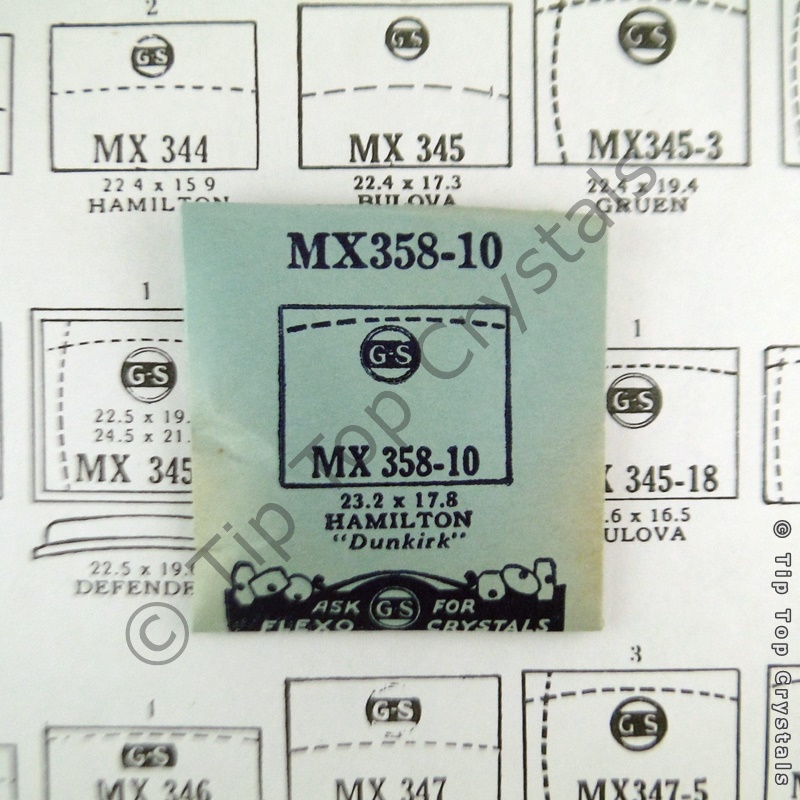 2
G-S
MX 344
22.4 x 15 9
HAMILTON
G-S
MX 345
22.4 x 17.3
BULOVA
G-S
MX345-3
22.4 x 19.4
GRUEN
MX358-10
G-S
MX 358-10
23.2 x 17.8
HAMILTON
"Dunkirk"
ASK G-S FOR
FLEXO CRYSTALS
1
G-S
22.5 x 19.
24.5 x 21.
MX 345
22.5 x 19.
DEFENDE
1
G-S
X 345-18
.6 x 16.5
ULOVA
1
G-S
MX 346
G-S
MX 347
3
G-S
MX347-5
© Tip Top Crystals
© Tip Top Crystals